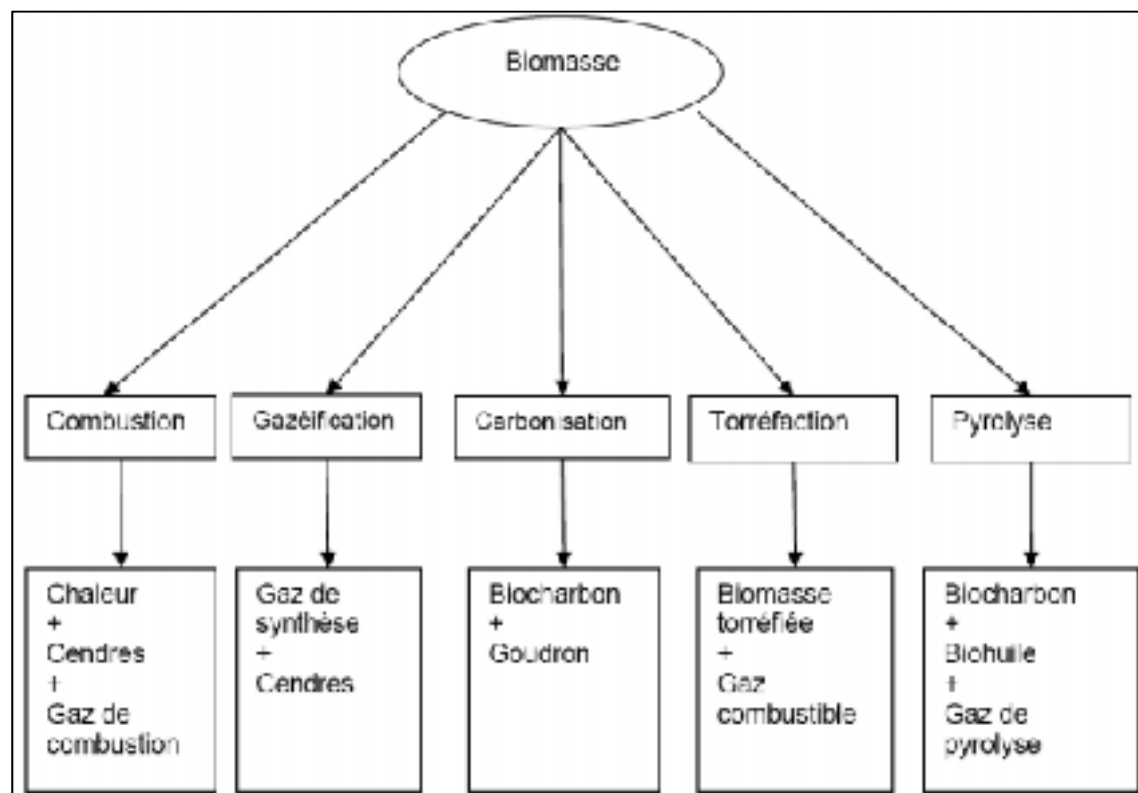 Biomasse
Combustion
Gazéification
Carbonisation
Torréfaction
Pyrolyse
Chaleur
+
Cendres
+
Gaz de
combustion
Gaz de
synthèse
+
Cendres
Biocharbon
+
Goudron
Biomasse
torréfiée
+
Gaz
combustible
Biocharbon
+
Biohuile
+
Gaz de
pyrolyse